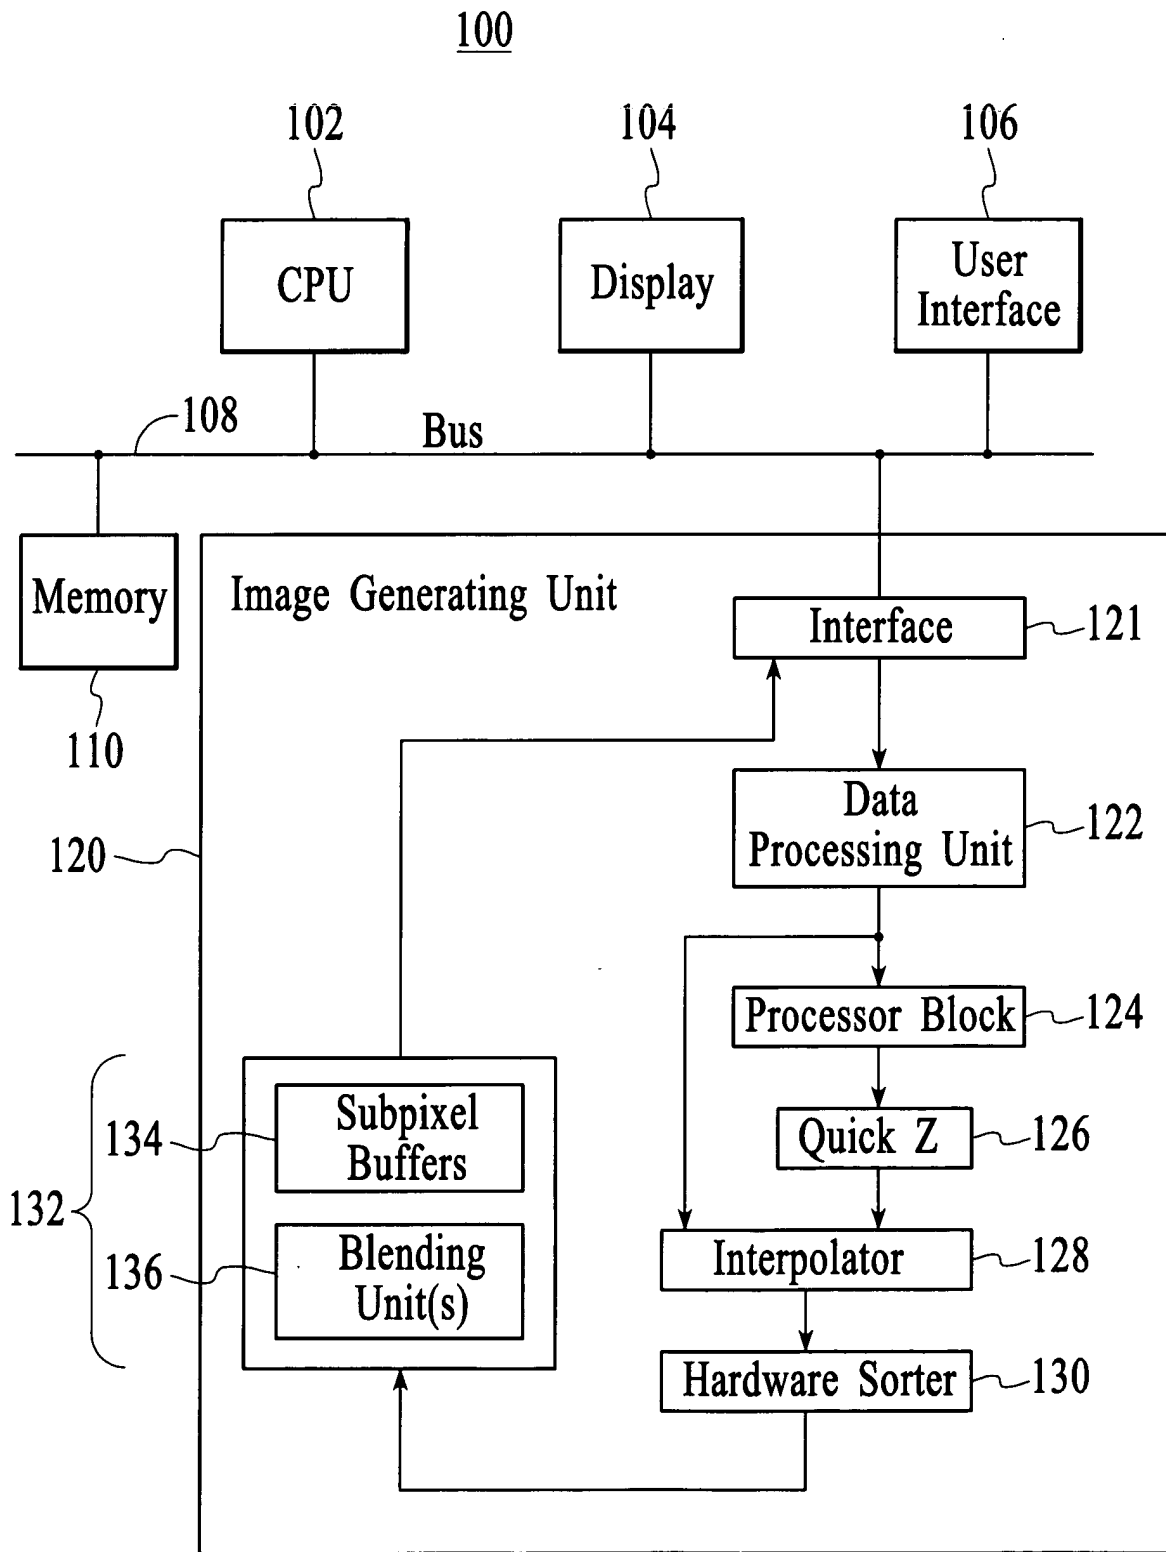 100
102
104
106
CPU
Display
User
Interface
108
Bus
Memory
110
Image Generating Unit
Interface
121
Data
Processing Unit
122
120
Processor Block
124
Quick Z
126
132
134
Subpixel
Buffers
136
Blending
Unit(s)
Interpolator
128
Hardware Sorter
130